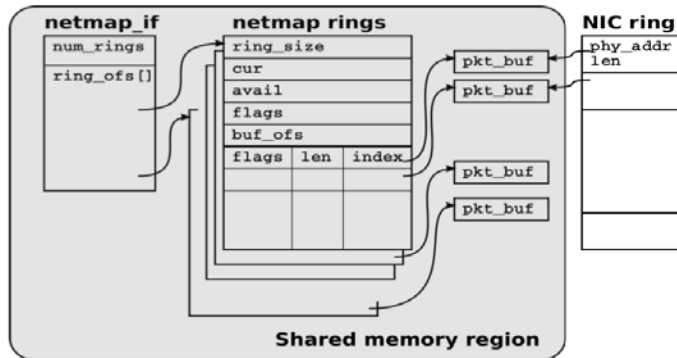 netmap_if
num_rings
ring_ofs[]
netmap rings
ring_size
cur
avail
flags
buf_ofs
flags len index
pkt_buf
pkt_buf
pkt_buf
pkt_buf
NIC ring
phy_addr
len
Shared memory region